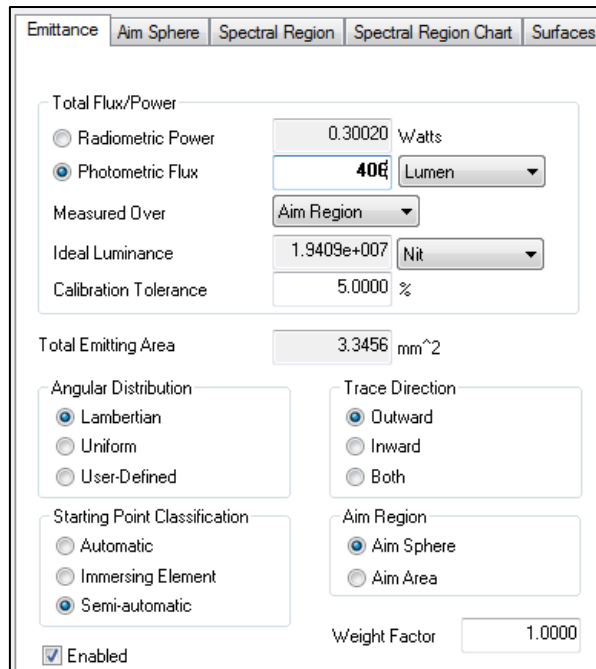 Emittance Aim Sphere Spectral Region Spectral Region Chart Surfaces
Total Flux/Power
Radiometric Power 0.30020 Watts
Photometric Flux 406 Lumen
Measured Over Aim Region
Ideal Luminance 1.9409e+007 Nit
Calibration Tolerance 5.0000 %
Total Emitting Area 3.3456 mm^2
Angular Distribution Trace Direction
Lambertian Outward
Uniform Inward
User-Defined Both
Starting Point Classification Aim Region
Automatic Aim Sphere
Immersing Element Aim Area
Semi-automatic
Weight Factor 1.0000
Enabled